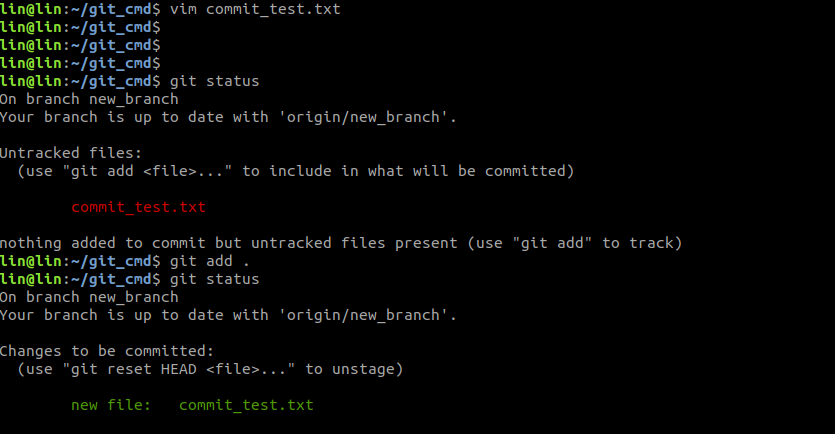 lin@lin:~/git_cmd$ vim commit_test.txt
lin@lin:~/git_cmd$
lin@lin:~/git_cmd$
lin@lin:~/git_cmd$
lin@lin:~/git_cmd$ git status
On branch new_branch
Your branch is up to date with 'origin/new_branch'.
Untracked files:
  (use "git add <file>..." to include in what will be committed)
        commit_test.txt
nothing added to commit but untracked files present (use "git add" to track)
lin@lin:~/git_cmd$ git add .
lin@lin:~/git_cmd$ git status
On branch new_branch
Your branch is up to date with 'origin/new_branch'.
Changes to be committed:
  (use "git reset HEAD <file>..." to unstage)
        new file:   commit_test.txt